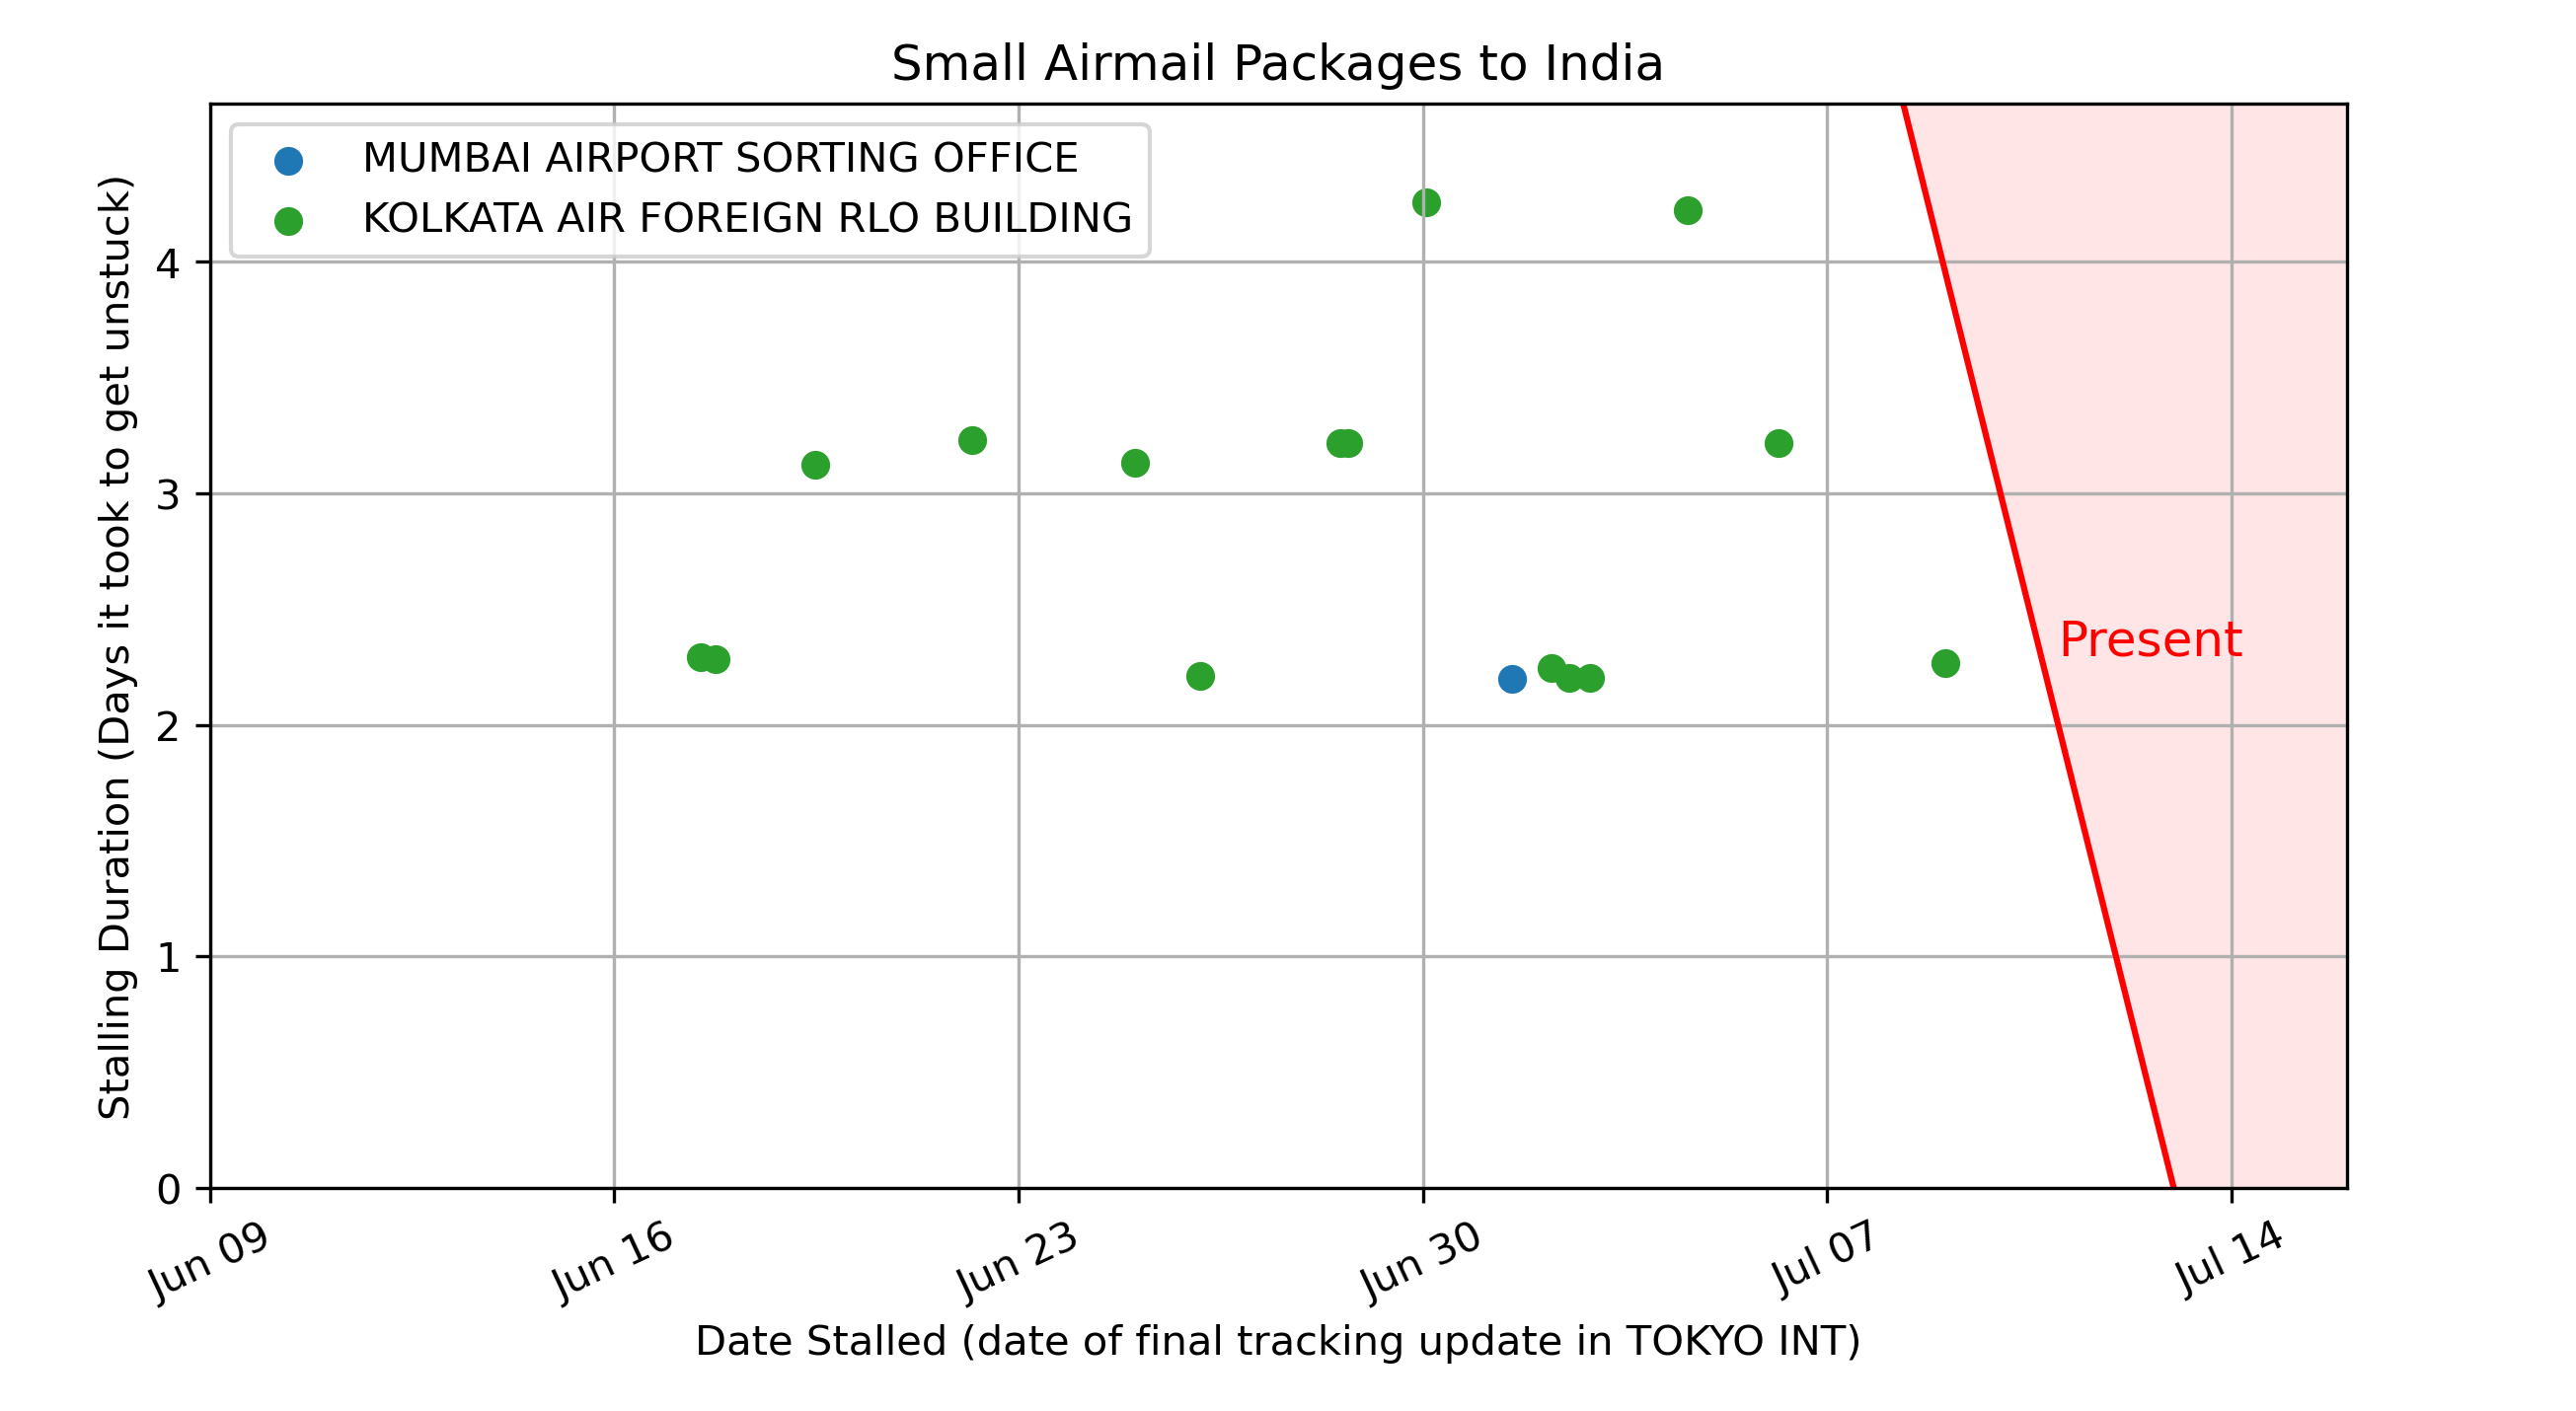 Small Airmail Packages to India
MUMBAI AIRPORT SORTING OFFICE
KOLKATA AIR FOREIGN RLO BUILDING
Stalling Duration (Days it took to get unstuck)
4
3
2
1
0
Present
Jun 09
Jun 16
Jun 23
Jun 30
Jul 07
Jul 14
Date Stalled (date of final tracking update in TOKYO INT)